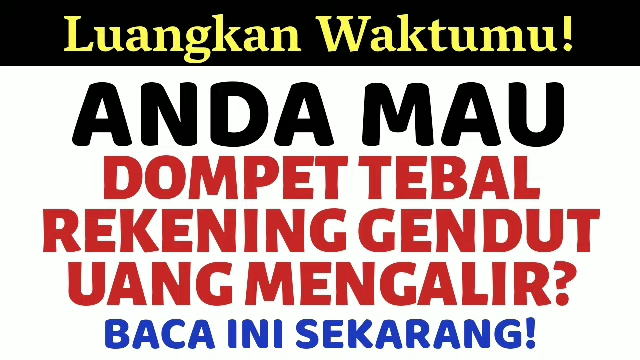 Luangkan Waktumu!
ANDA MAU
DOMPET TEBAL
REKENING GENDUT
UANG MENGALIR?
BACA INI SEKARANG!